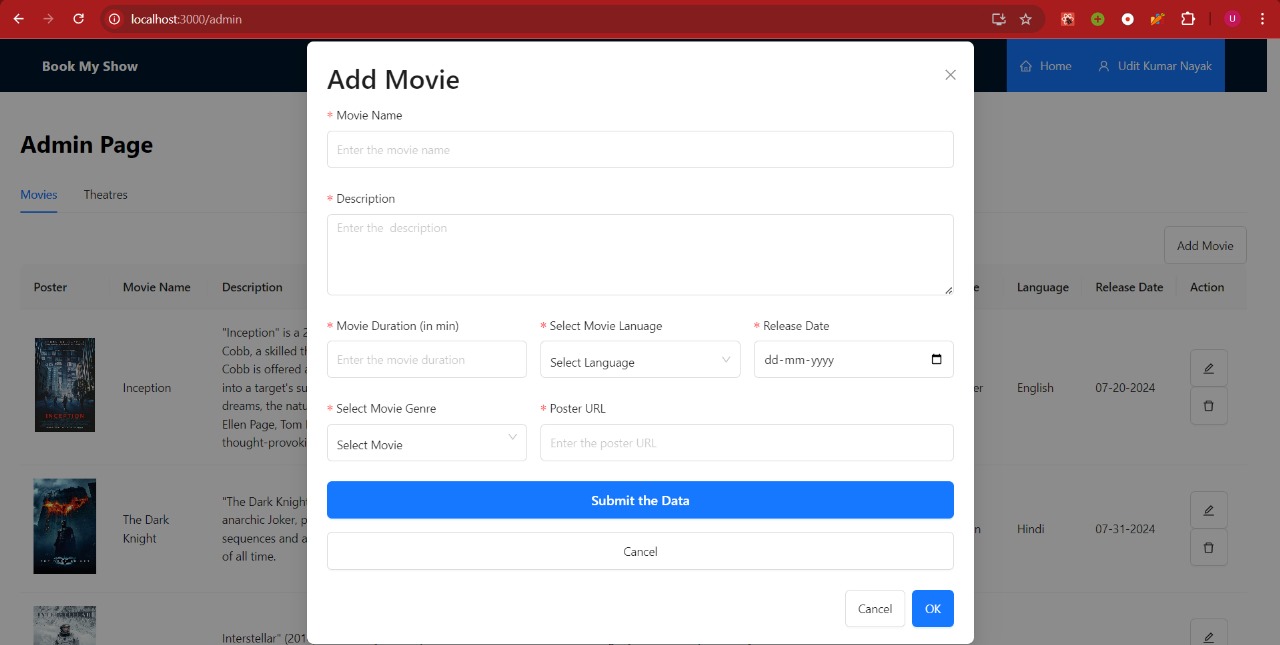 localhost:3000/admin
U
Book My Show
Home
Udit Kumar Nayak
Admin Page
Movies
Theatres
Add Movie
Poster
Movie Name
Description
Language
Release Date
Action
INCEPTION
Inception
"Inception" is a 2
Cobb, a skilled t
Cobb is offered a
into a target's su
dreams, the natu
Ellen Page, Tom
thought-provoki
er
English
07-20-2024
The Dark
Knight
"The Dark Knight
anarchic Joker, p
sequences and a
of all time.
n
Hindi
07-31-2024
Interstellar" (201
Add Movie
* Movie Name
Enter the movie name
* Description
Enter the description
* Movie Duration (in min)
Enter the movie duration
* Select Movie Lanuage
Select Language
* Release Date
dd-mm-yyyy
* Select Movie Genre
Select Movie
* Poster URL
Enter the poster URL
Submit the Data
Cancel
Cancel
OK